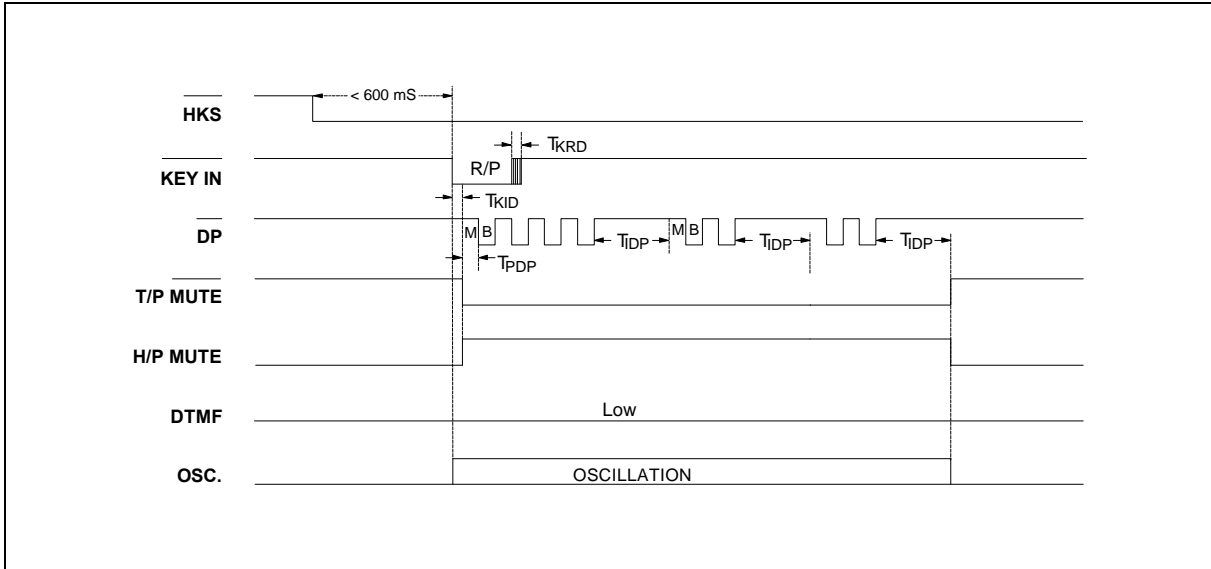 < 600 mS
HKS
TKRD
R/P
KEY IN
TKID
DP
M B
TIDP
M B
TIDP
TIDP
TPDP
T/P MUTE
H/P MUTE
Low
DTMF
OSC.
OSCILLATION